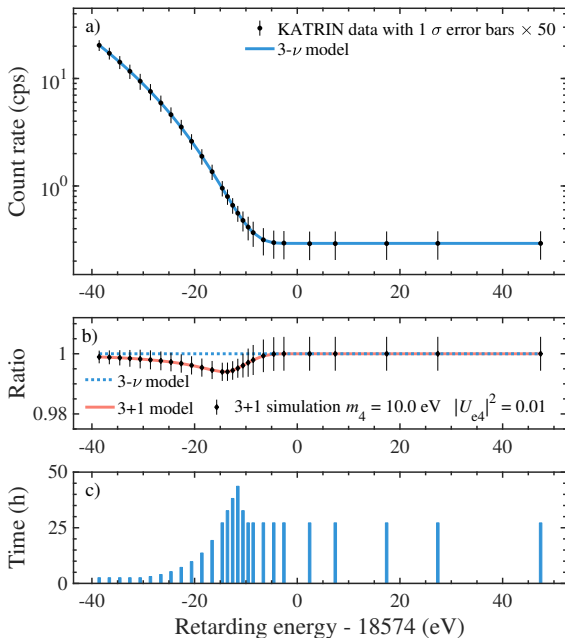 a)
KATRIN data with 1 σ error bars × 50
3-ν model
Count rate (cps)
10¹
10⁰
-40 -20 0 20 40
b)
Ratio
1
0.98
3-ν model
3+1 model
3+1 simulation m₄ = 10.0 eV |Uₑ₄|² = 0.01
-40 -20 0 20 40
c)
Time (h)
50
25
0
-40 -20 0 20 40
Retarding energy - 18574 (eV)